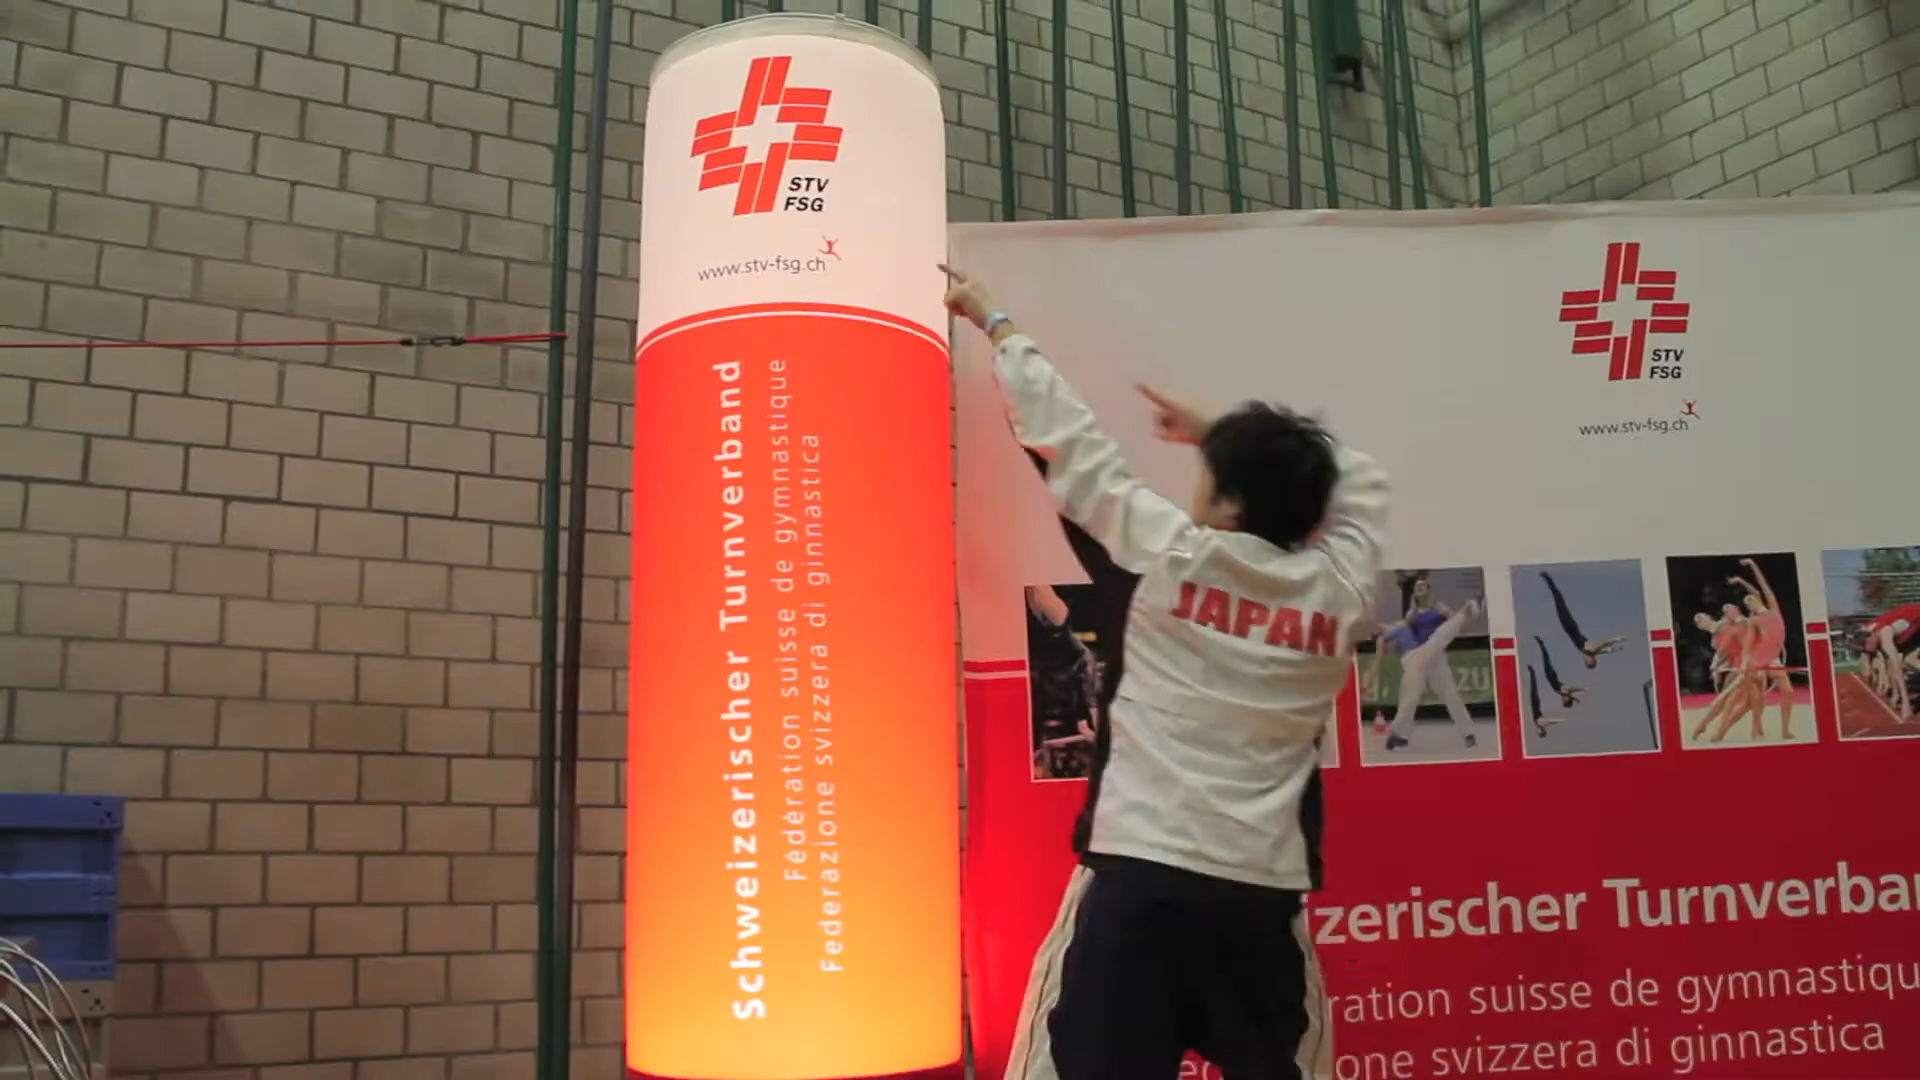 STV
FSG
www.stv-fsg.ch
Schweizerischer Turnverband
Fédération suisse de gymnastique
Federazione svizzera di ginnastica
STV
FSG
www.stv-fsg.ch
JAPAN
izerischer Turnverba
ration suisse de gymnastiqu
one svizzera di ginnastica